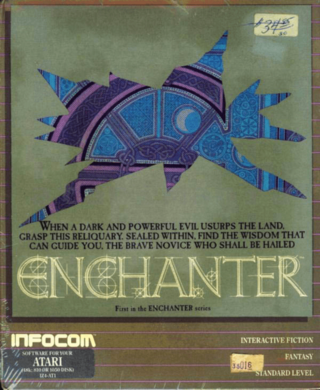 WHEN A DARK AND POWERFUL EVIL USURPS THE LAND,
GRASP THIS RELIQUARY. SEALED WITHIN, FIND THE WISDOM THAT
CAN GUIDE YOU, THE BRAVE NOVICE WHO SHALL BE HAILED
ENCHANTER
First in the ENCHANTER series
INFOCOM
SOFTWARE FOR YOUR
ATARI
INTERACTIVE FICTION
FANTASY
STANDARD LEVEL